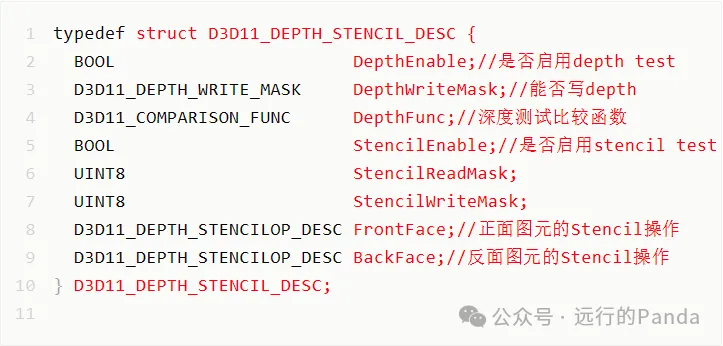 1 typedef struct D3D11_DEPTH_STENCIL_DESC {
2 BOOL DepthEnable;//是否启用depth test
3 D3D11_DEPTH_WRITE_MASK DepthWriteMask;//能否写depth
4 D3D11_COMPARISON_FUNC DepthFunc;//深度测试比较函数
5 BOOL StencilEnable;//是否启用stencil test
6 UINT8 StencilReadMask;
7 UINT8 StencilWriteMask;
8 D3D11_DEPTH_STENCILOP_DESC FrontFace;//正面图元的Stencil操作
9 D3D11_DEPTH_STENCILOP_DESC BackFace;//反面图元的Stencil操作
10 } D3D11_DEPTH_STENCIL_DESC;
11
公众号 · 远行的Panda